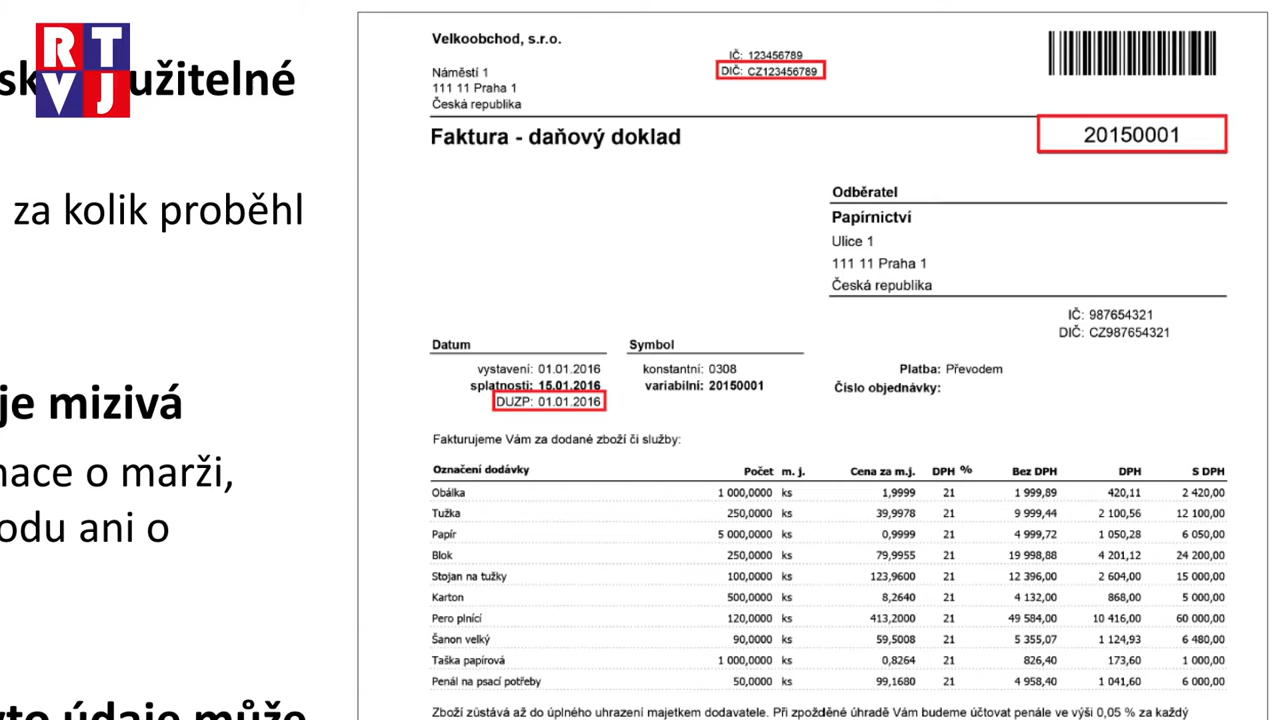 RT
VJ
užitelné
za kolik proběhl
je mizivá
mace o marži,
odu ani o
yto údaje může
Velkoobchod, s.r.o.
Náměstí 1
111 11 Praha 1
Česká republika
IČ: 123456789
DIČ: CZ123456789
Faktura - daňový doklad
20150001
Odběratel
Papírnictví
Ulice 1
111 11 Praha 1
Česká republika
IČ: 987654321
DIČ: CZ987654321
Datum
vystavení: 01.01.2016
splatnosti: 15.01.2016
DUZP: 01.01.2016
Symbol
konstantní: 0308
variabilní: 20150001
Platba: Převodem
Číslo objednávky:
Fakturujeme Vám za dodané zboží či služby:
Označení dodávky Počet m. j. Cena za m.j. DPH % Bez DPH DPH S DPH
Obálka 1 000,0000 ks 1,9999 21 1 999,89 420,11 2 420,00
Tužka 250,0000 ks 39,9978 21 9 999,44 2 100,56 12 100,00
Papír 5 000,0000 ks 0,9999 21 4 999,72 1 050,28 6 050,00
Blok 250,0000 ks 79,9955 21 19 998,88 4 201,12 24 200,00
Stojan na tužky 100,0000 ks 123,9600 21 12 396,00 2 604,00 15 000,00
Karton 500,0000 ks 8,2640 21 4 132,00 868,00 5 000,00
Pero plnící 120,0000 ks 413,2000 21 49 584,00 10 416,00 60 000,00
Šanon velký 90,0000 ks 59,5008 21 5 355,07 1 124,93 6 480,00
Taška papírová 1 000,0000 ks 0,8264 21 826,40 173,60 1 000,00
Penál na psací potřeby 50,0000 ks 99,1680 21 4 958,40 1 041,60 6 000,00
Zboží zůstává až do úplného uhrazení majetkem dodavatele. Při zpožděné úhradě Vám budeme účtovat penále ve výši 0,05 % za každý